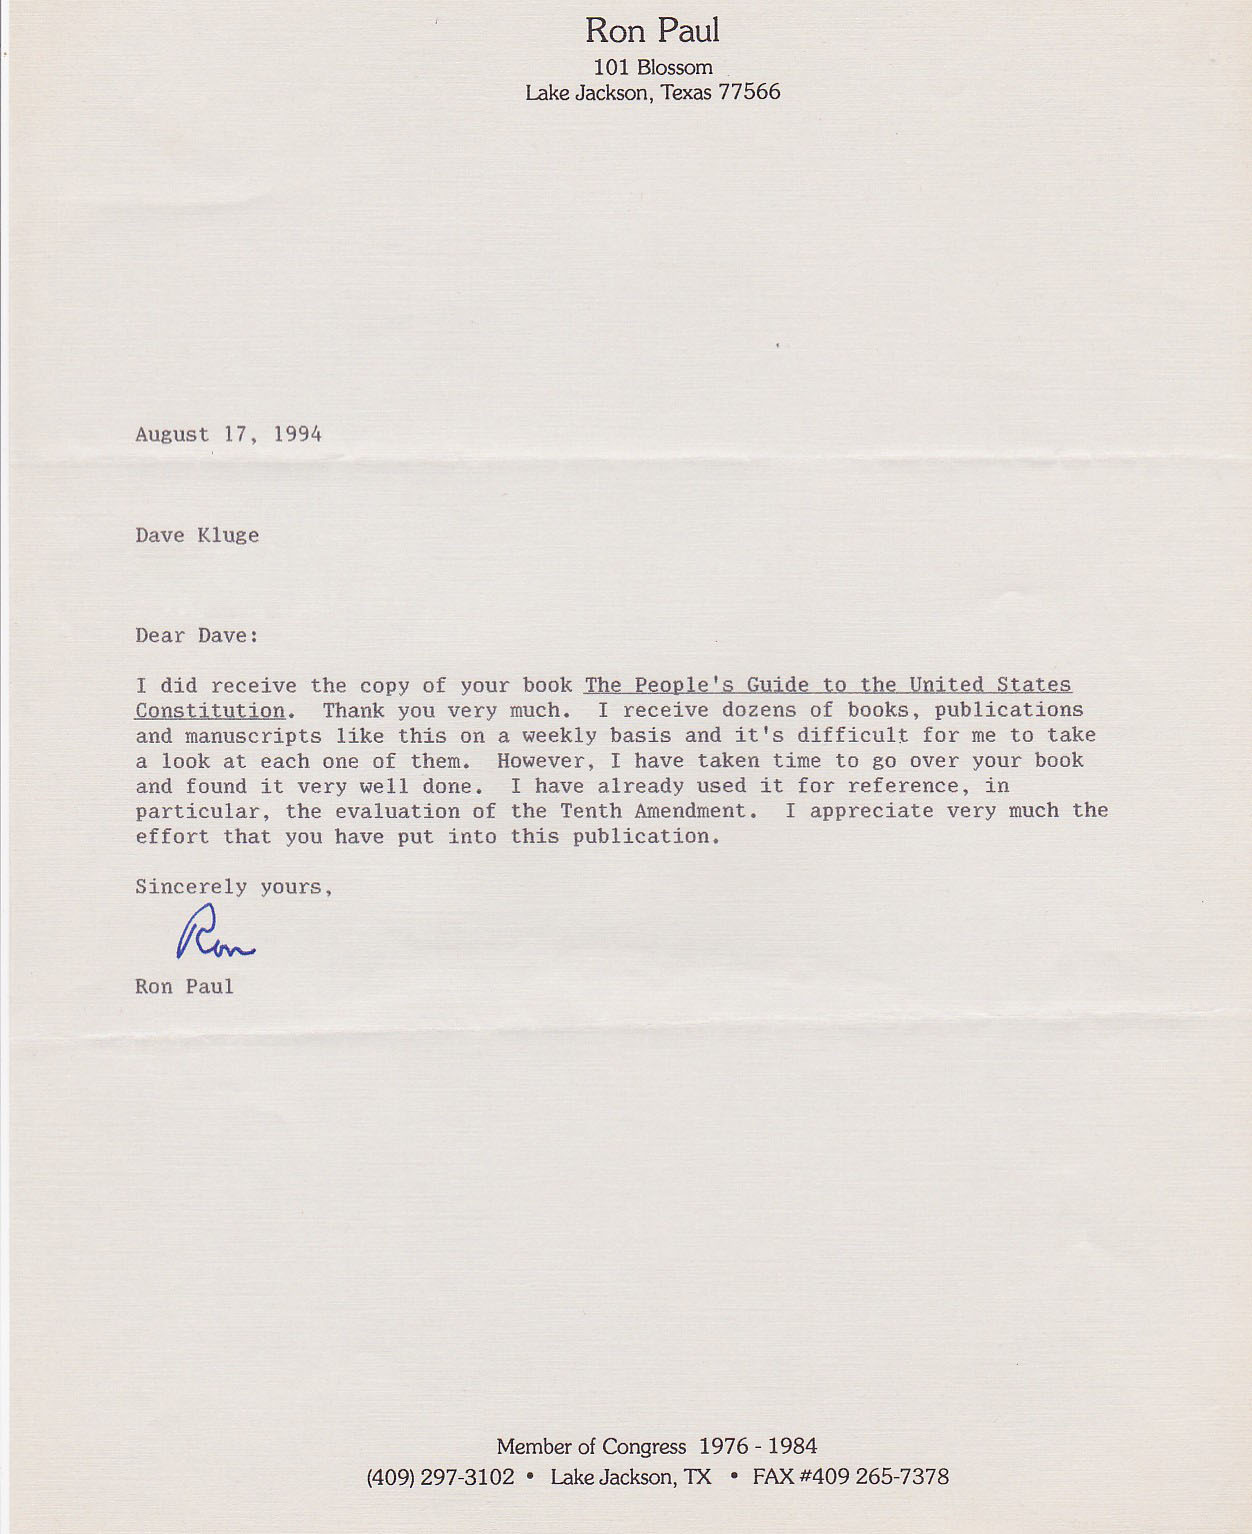 Ron Paul
101 Blossom
Lake Jackson, Texas 77566
August 17, 1994
Dave Kluge
Dear Dave:
I did receive the copy of your book The People's Guide to the United States
Constitution.  Thank you very much.  I receive dozens of books, publications
and manuscripts like this on a weekly basis and it's difficult for me to take
a look at each one of them.  However, I have taken time to go over your book
and found it very well done.  I have already used it for reference, in
particular, the evaluation of the Tenth Amendment.  I appreciate very much the
effort that you have put into this publication.
Sincerely yours,
Ron
Ron Paul
Member of Congress 1976 - 1984
(409) 297-3102 • Lake Jackson, TX • FAX #409 265-7378